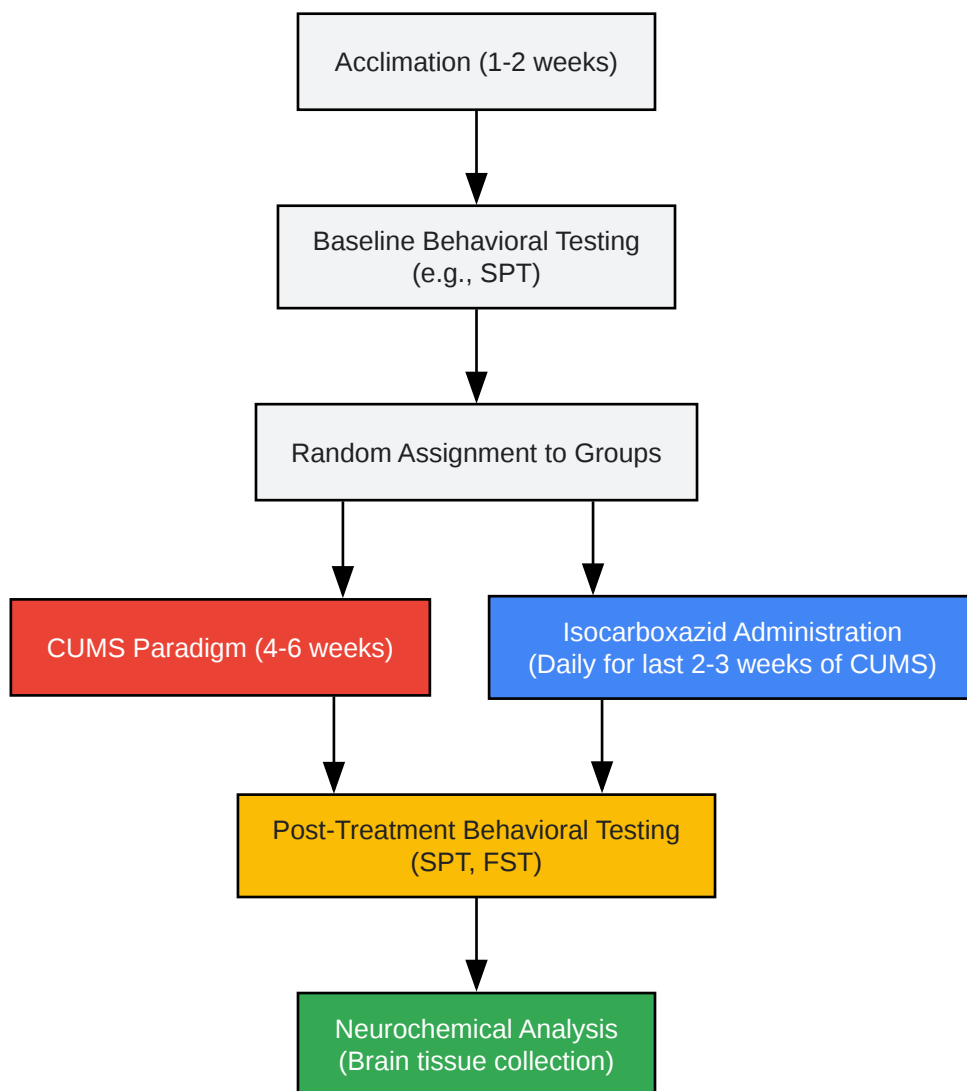 Acclimation (1-2 weeks)
Baseline Behavioral Testing
(e.g., SPT)
Random Assignment to Groups
CUMS Paradigm (4-6 weeks)
Isocarboxazid Administration
(Daily for last 2-3 weeks of CUMS)
Post-Treatment Behavioral Testing
(SPT, FST)
Neurochemical Analysis
(Brain tissue collection)